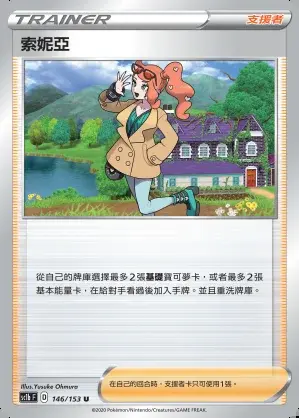 TRAINER 支援者
索妮亞
從自己的牌庫選擇最多2張基礎寶可夢卡，或者最多2張
基本能量卡，在給對手看過後加入手牌。並且重洗牌庫。
Illus.Yusuke Ohmura
sc1b F D 146/153 U
在自己的回合時，支援者卡只可使用1張。
©2020 Pokémon/Nintendo/Creatures/GAME FREAK.